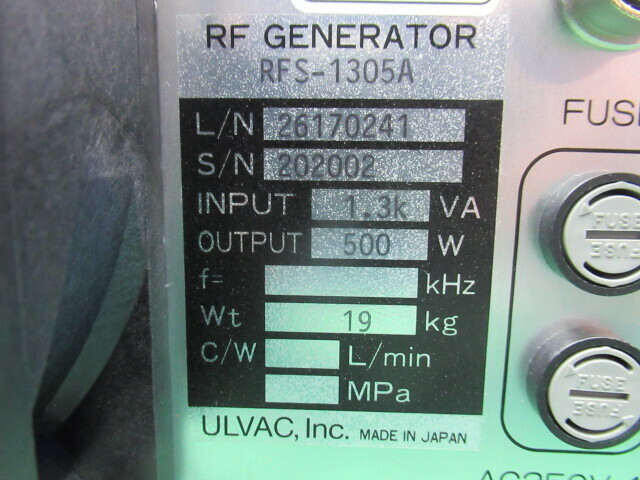 RF GENERATOR
RFS-1305A
L/N 26170241
S/N 202002
INPUT 1.3k VA
OUTPUT 500 W
f= kHz
Wt 19 kg
C/W L/min
MPa
ULVAC, Inc. MADE IN JAPAN
FUSE
FUSE
FUSE
FUSE